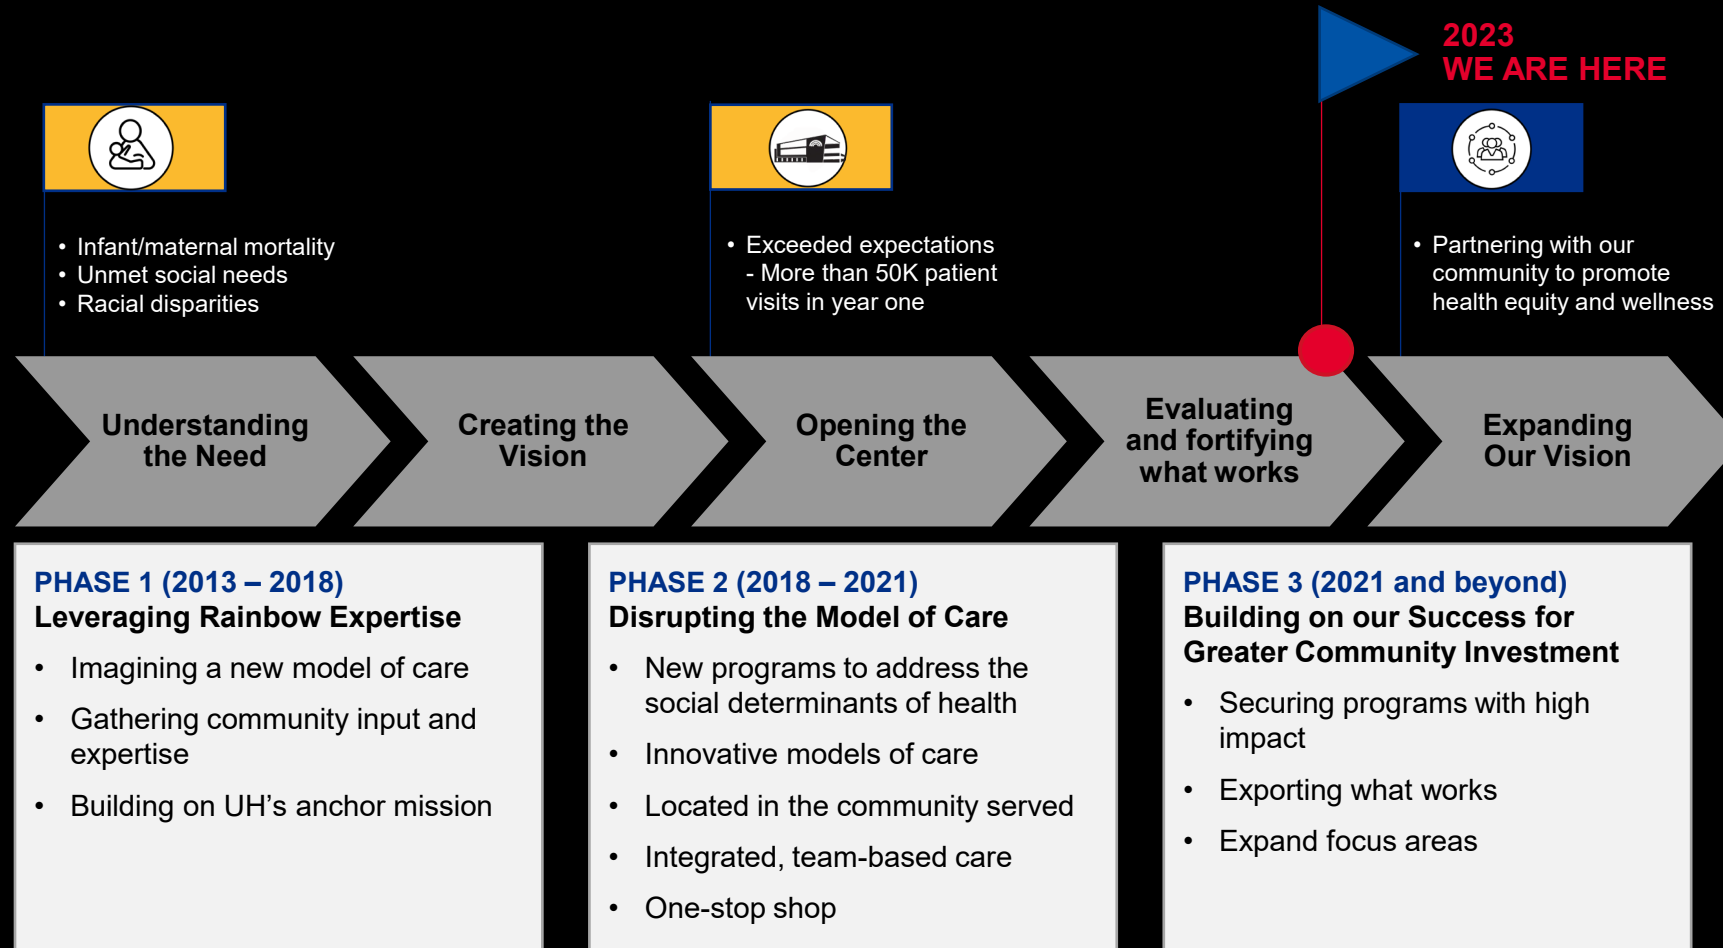 2023
WE ARE HERE
• Infant/maternal mortality
• Unmet social needs
• Racial disparities
• Exceeded expectations
- More than 50K patient
visits in year one
• Partnering with our
community to promote
health equity and wellness
Understanding
the Need
Creating the
Vision
Opening the
Center
Evaluating
and fortifying
what works
Expanding
Our Vision
PHASE 1 (2013 – 2018)
Leveraging Rainbow Expertise
• Imagining a new model of care
• Gathering community input and
expertise
• Building on UH’s anchor mission
PHASE 2 (2018 – 2021)
Disrupting the Model of Care
• New programs to address the
social determinants of health
• Innovative models of care
• Located in the community served
• Integrated, team-based care
• One-stop shop
PHASE 3 (2021 and beyond)
Building on our Success for
Greater Community Investment
• Securing programs with high
impact
• Exporting what works
• Expand focus areas